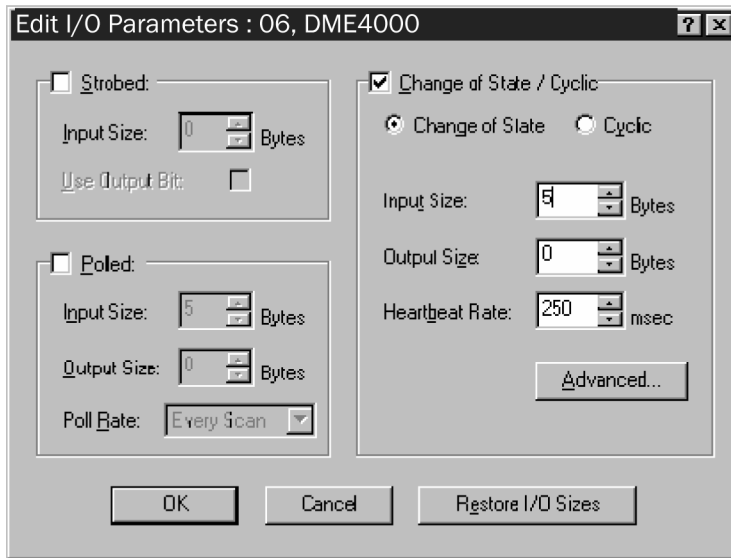 Edit I/O Parameters : 06, DME4000
Strobed:
Input Size: 0 Bytes
Use Output Bit:
Poled:
Input Size: 5 Bytes
Output Size: 0 Bytes
Poll Rate: Every Scan
Change of State / Cyclic
Change of State Cyclic
Input Size: 5 Bytes
Output Size: 0 Bytes
Heartbeat Rate: 250 msec
Advanced...
OK Cancel Restore I/O Sizes